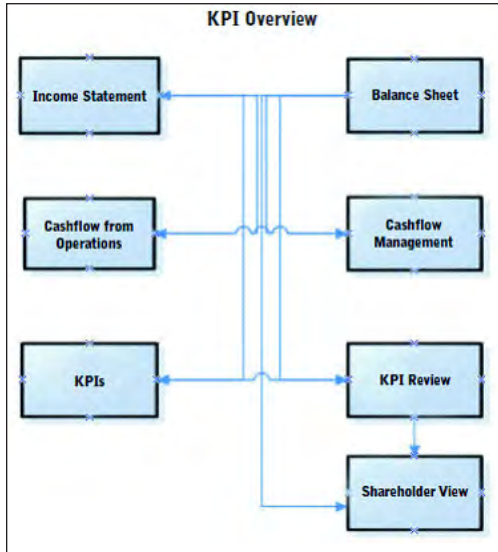 KPI Overview
Income Statement
Balance Sheet
Cashflow from
Operations
Cashflow
Management
KPIs
KPI Review
Shareholder View